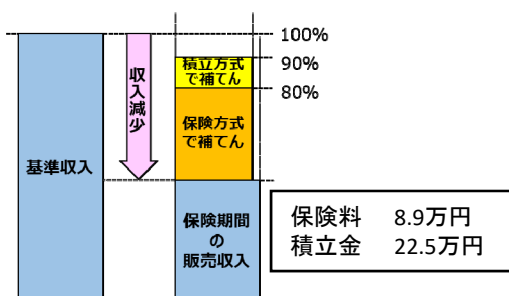 100%
積立方式
で補てん
90%
80%
収入減少
保険方式
で補てん
基準収入
保険期間
の
販売収入
保険料　8.9万円
積立金　22.5万円